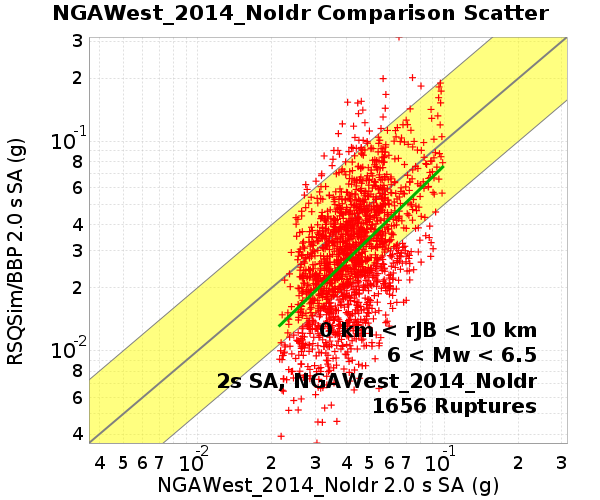 NGAWest_2014_NoIdr Comparison Scatter
3
2
10⁻¹
8
6
4
3
2
10⁻²
8
6
4
RSQSim/BBP 2.0 s SA (g)
0 km < rJB < 10 km
6 < Mw < 6.5
2s SA, NGAWest_2014_NoIdr
1656 Ruptures
4 5 6 7 10⁻² 2 3 4 5 6 7 10⁻¹ 2 3
NGAWest_2014_NoIdr 2.0 s SA (g)